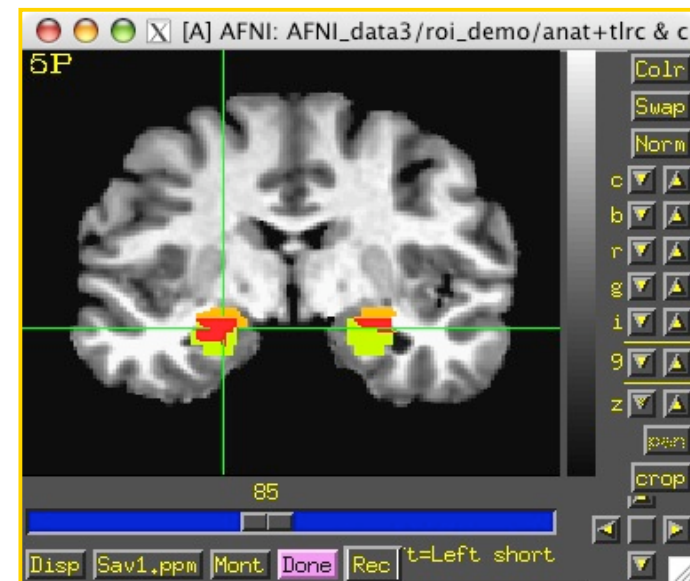 [A] AFNI: AFNI_data3/roi_demo/anat+tlrc & c
5P
Colr
Swap
Norm
c
b
r
g
i
9
z
pan
crop
85
Disp Sav1.ppm Mont Done Rec t=Left short